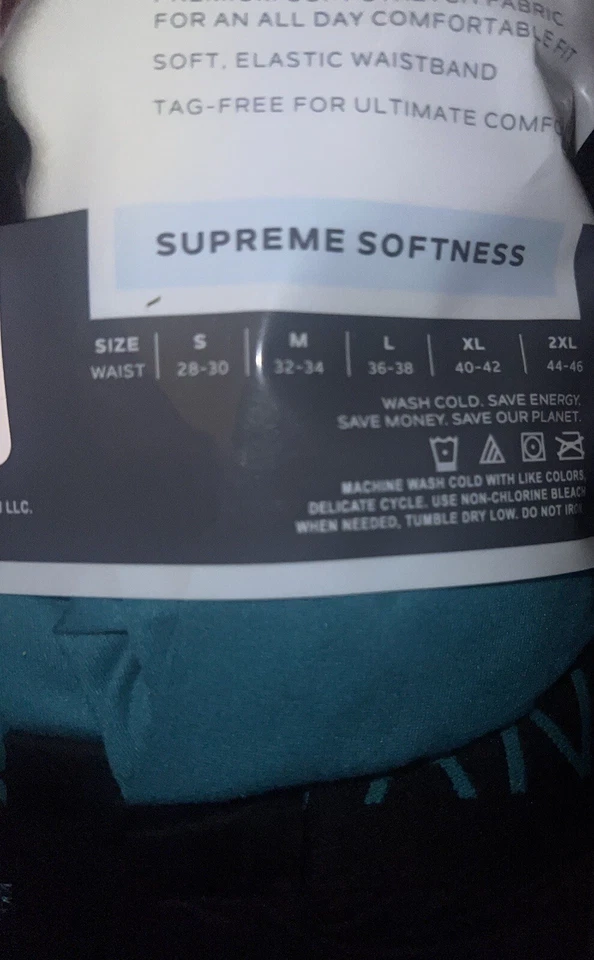 FABRIC
FOR AN ALL DAY COMFORTABLE FIT
SOFT, ELASTIC WAISTBAND
TAG-FREE FOR ULTIMATE COMFO
SUPREME SOFTNESS
SIZE S M L XL 2XL
WAIST 28-30 32-34 36-38 40-42 44-46
WASH COLD. SAVE ENERGY.
SAVE MONEY. SAVE OUR PLANET.
MACHINE WASH COLD WITH LIKE COLORS,
DELICATE CYCLE. USE NON-CHLORINE BLEACH
WHEN NEEDED, TUMBLE DRY LOW. DO NOT IRON
LLC.